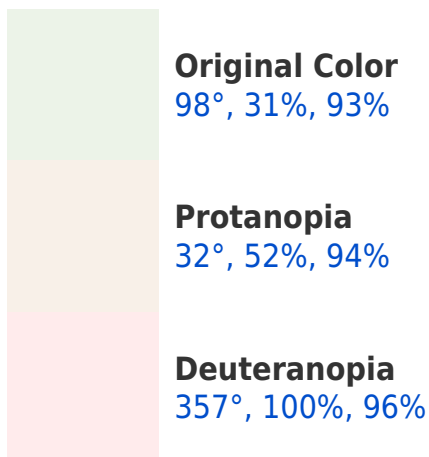 Original Color
98°, 31%, 93%
Protanopia
32°, 52%, 94%
Deuteranopia
357°, 100%, 96%